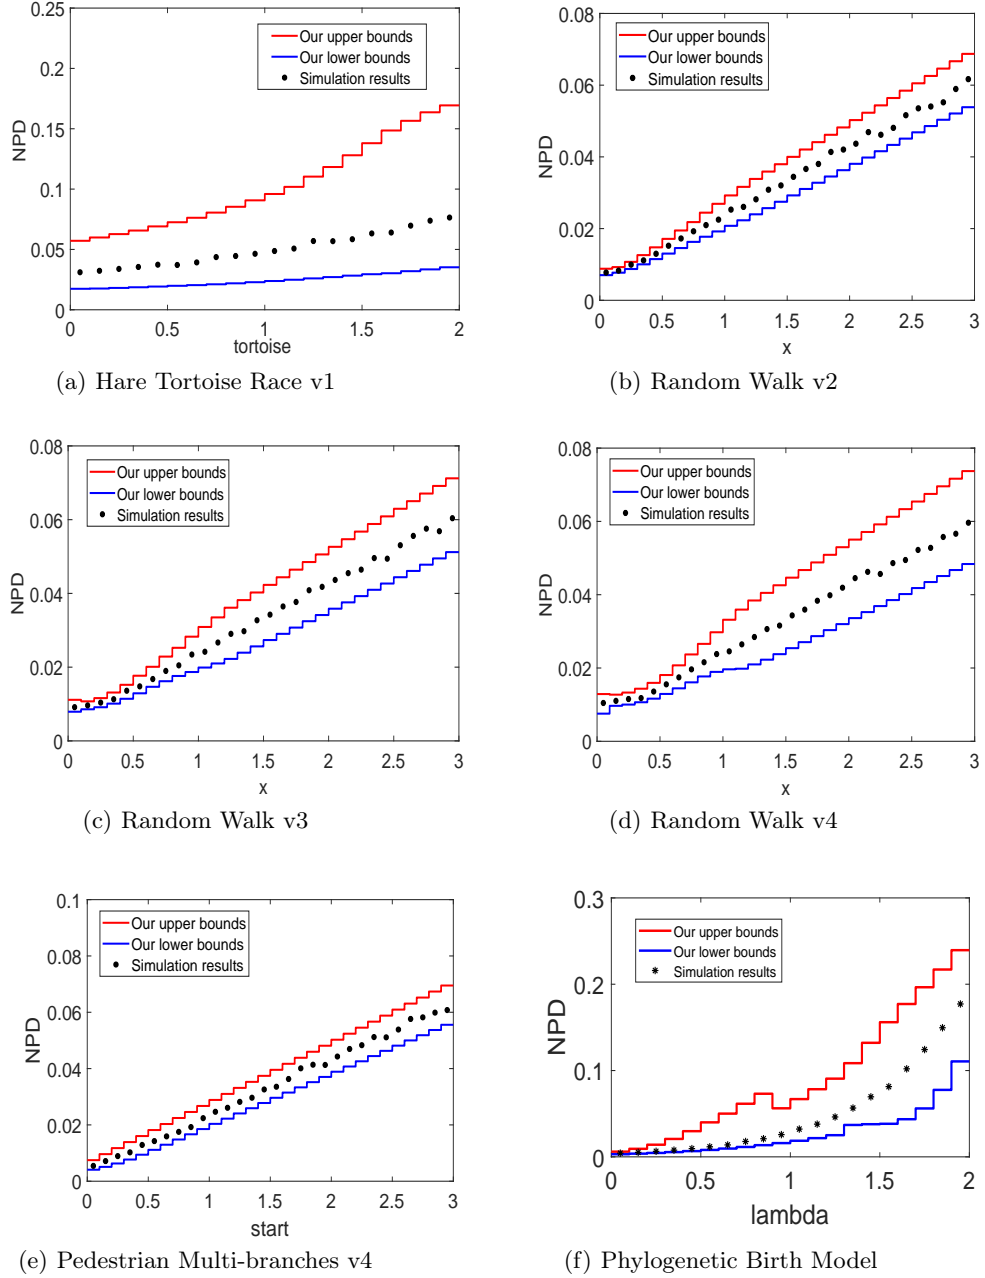 0.25
0.2
0.15
0.1
0.05
0
NPD
Our upper bounds
Our lower bounds
Simulation results
0 0.5 1 1.5 2
tortoise
(a) Hare Tortoise Race v1
0.08
0.06
0.04
0.02
0
NPD
Our upper bounds
Our lower bounds
Simulation results
0 0.5 1 1.5 2 2.5 3
x
(b) Random Walk v2
0.08
0.06
0.04
0.02
0
NPD
Our upper bounds
Our lower bounds
Simulation results
0 0.5 1 1.5 2 2.5 3
x
(c) Random Walk v3
0.08
0.06
0.04
0.02
0
NPD
Our upper bounds
Our lower bounds
Simulation results
0 0.5 1 1.5 2 2.5 3
x
(d) Random Walk v4
0.1
0.08
0.06
0.04
0.02
0
NPD
Our upper bounds
Our lower bounds
Simulation results
0 0.5 1 1.5 2 2.5 3
start
(e) Pedestrian Multi-branches v4
0.3
0.2
0.1
0
NPD
Our upper bounds
Our lower bounds
Simulation results
0 0.5 1 1.5 2
lambda
(f) Phylogenetic Birth Model